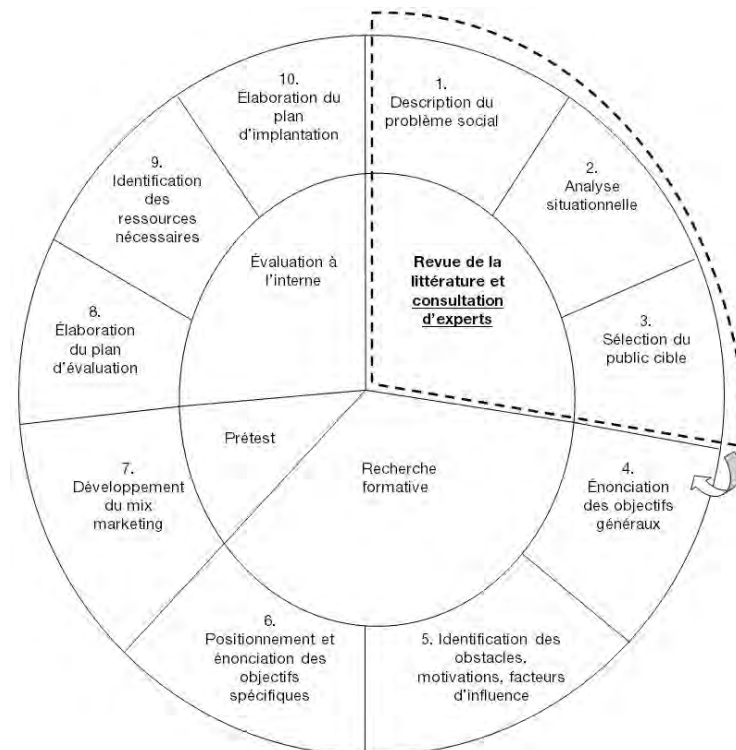 1.
Description du
problème social
2.
Analyse
situationnelle
3.
Sélection du
public cible
4.
Énonciation
des objectifs
généraux
5. Identification des
obstacles,
motivations, facteurs
d'influence
6.
Positionnement et
énonciation des
objectifs
spécifiques
7.
Développement
du mix
marketing
8.
Élaboration
du plan
d'évaluation
9.
Identification
des
ressources
nécessaires
10.
Élaboration du
plan
d'implantation
Évaluation à
l'interne
Revue de la
littérature et
consultation
d'experts
Prétest
Recherche
formative